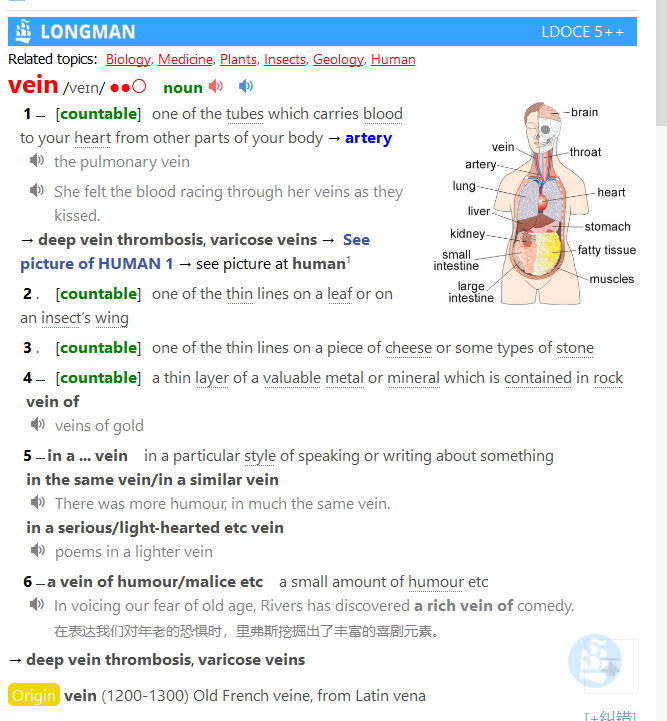 LONGMAN LDOCE 5++
Related topics: Biology, Medicine, Plants, Insects, Geology, Human
vein /veɪn/ ●●○ noun
1 – [countable] one of the tubes which carries blood
to your heart from other parts of your body → artery
the pulmonary vein
She felt the blood racing through her veins as they
kissed.
→ deep vein thrombosis, varicose veins → See
picture of HUMAN 1 → see picture at human1
brain
vein
throat
artery
lung
heart
liver
stomach
kidney
fatty tissue
small
intestine
muscles
large
intestine
2 . [countable] one of the thin lines on a leaf or on
an insect's wing
3 . [countable] one of the thin lines on a piece of cheese or some types of stone
4 – [countable] a thin layer of a valuable metal or mineral which is contained in rock
vein of
veins of gold
5 – in a ... vein in a particular style of speaking or writing about something
in the same vein/in a similar vein
There was more humour, in much the same vein.
in a serious/light-hearted etc vein
poems in a lighter vein
6 – a vein of humour/malice etc a small amount of humour etc
In voicing our fear of old age, Rivers has discovered a rich vein of comedy.
在表达我们对年老的恐惧时，里弗斯挖掘出了丰富的喜剧元素。
→ deep vein thrombosis, varicose veins
Origin vein (1200-1300) Old French veine, from Latin vena
[+纠错]